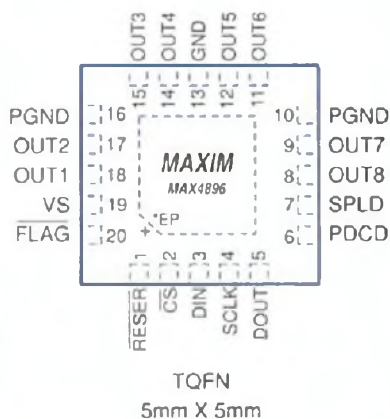 OUT3
OUT4
GND
OUT5
OUT6
15
14
13
12
11
PGND 16
OUT2 17
OUT1 18
VS 19
FLAG 20
10 PGND
9 OUT7
8 OUT8
7 SPLD
6 PDCD
MAXIM
MAX4896
*EP
+
1
2
3
4
5
RESER
CS
DIN
SCLK
DOUT
TQFN
5mm X 5mm